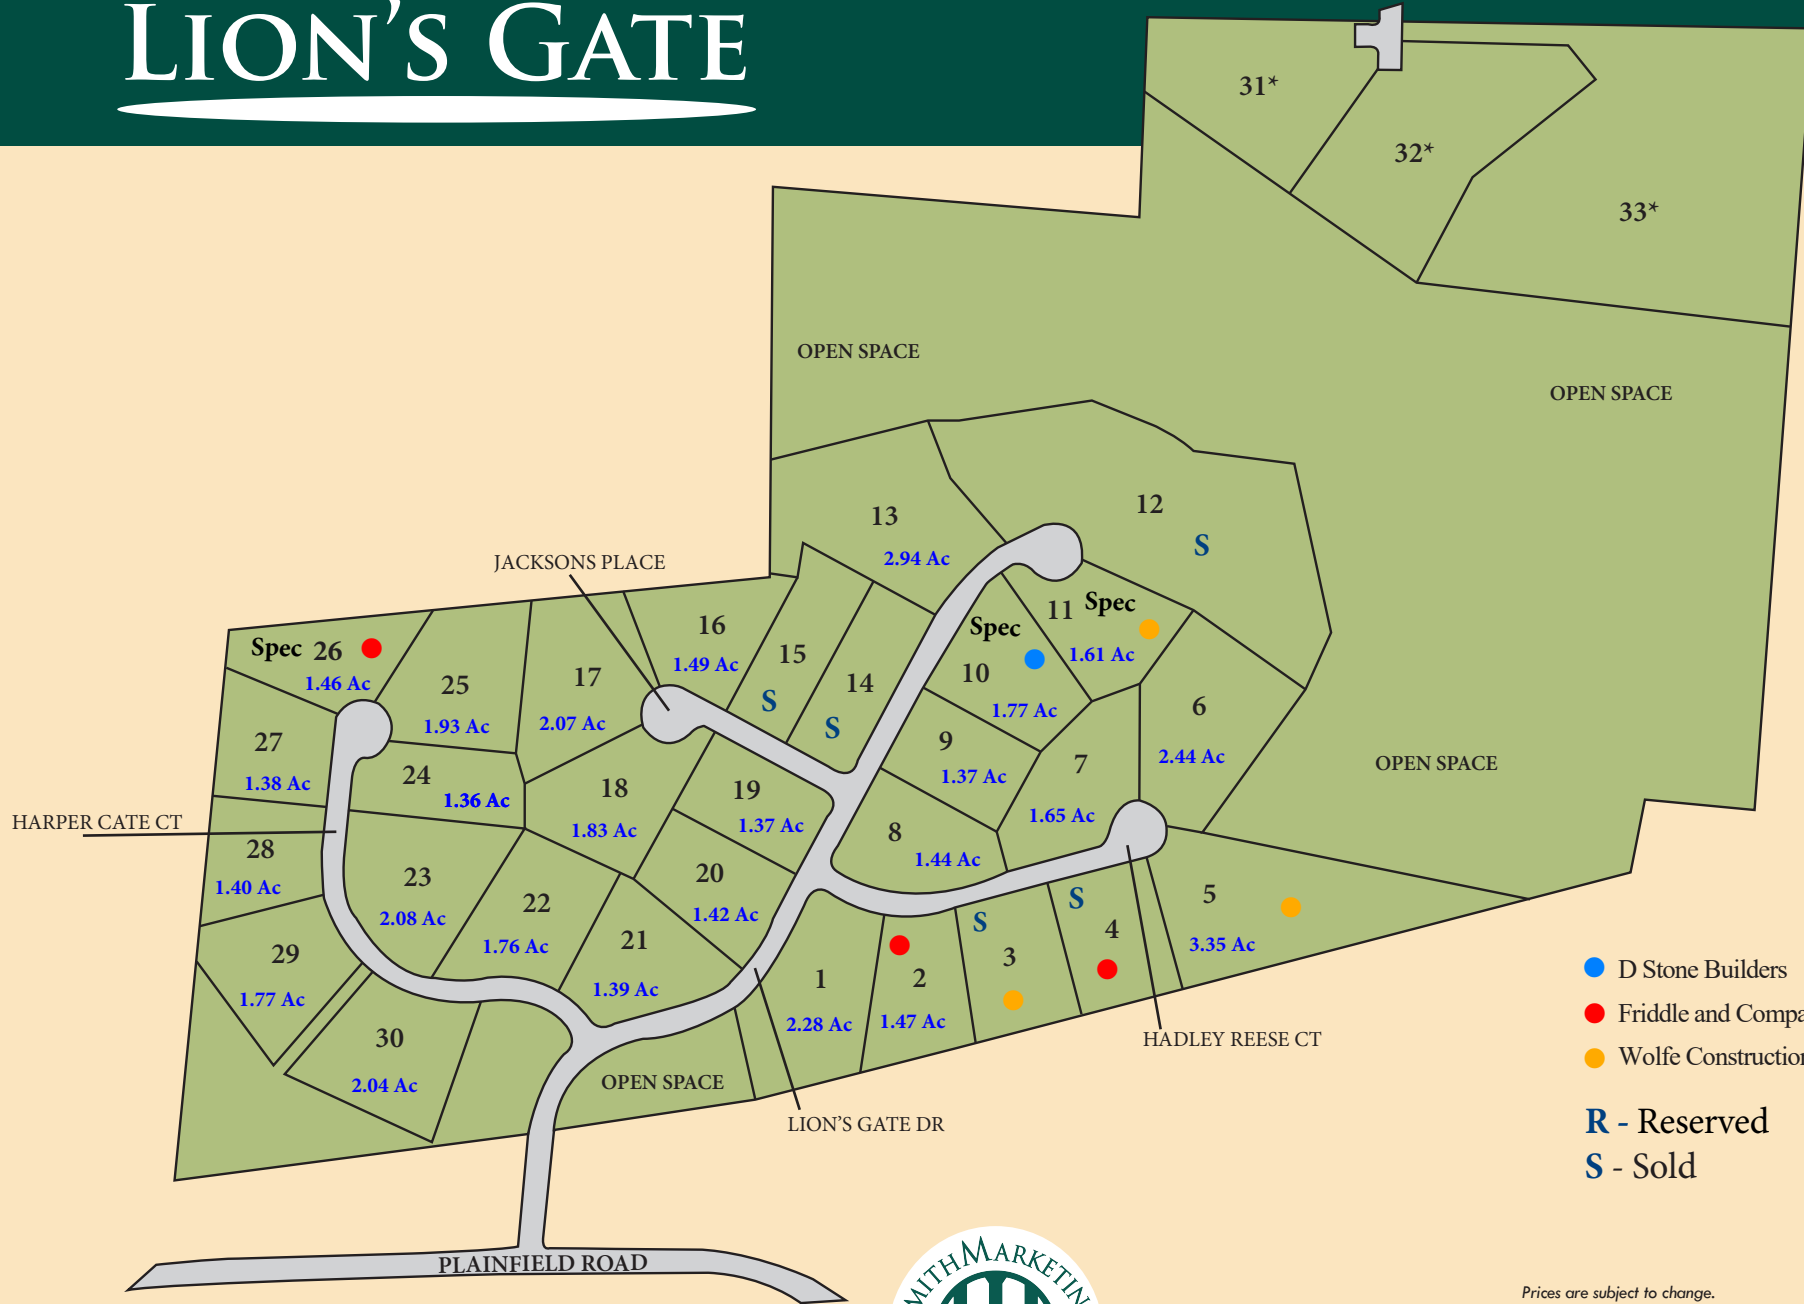 LION'S GATE
31*
32*
33*
OPEN SPACE
OPEN SPACE
12
S
13
2.94 Ac
JACKSONS PLACE
11 Spec
1.61 Ac
Spec
10
1.77 Ac
16
1.49 Ac
15
S
14
S
Spec 26
1.46 Ac
25
1.93 Ac
17
2.07 Ac
6
2.44 Ac
9
1.37 Ac
7
1.65 Ac
OPEN SPACE
27
1.38 Ac
24
1.36 Ac
18
1.83 Ac
19
1.37 Ac
HARPER CATE CT
8
1.44 Ac
28
1.40 Ac
23
2.08 Ac
22
1.76 Ac
20
1.42 Ac
21
1.39 Ac
5
3.35 Ac
S
4
S
3
2
1.47 Ac
1
2.28 Ac
29
1.77 Ac
30
2.04 Ac
OPEN SPACE
HADLEY REESE CT
LION'S GATE DR
D Stone Builders
Friddle and Compa
Wolfe Construction
R - Reserved
S - Sold
PLAINFIELD ROAD
MITHMARKETIN
Prices are subject to change.